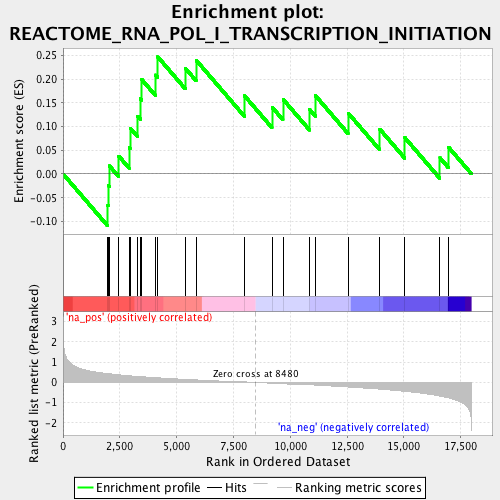 Enrichment plot:
REACTOME_RNA_POL_I_TRANSCRIPTION_INITIATION
Enrichment score (ES)
0.25
0.20
0.15
0.10
0.05
0.00
-0.05
-0.10
Ranked list metric (PreRanked)
3
2
1
0
-1
-2
'na_pos' (positively correlated)
Zero cross at 8480
'na_neg' (negatively correlated)
0
2,500
5,000
7,500
10,000
12,500
15,000
17,500
Rank in Ordered Dataset
Enrichment profile
Hits
Ranking metric scores